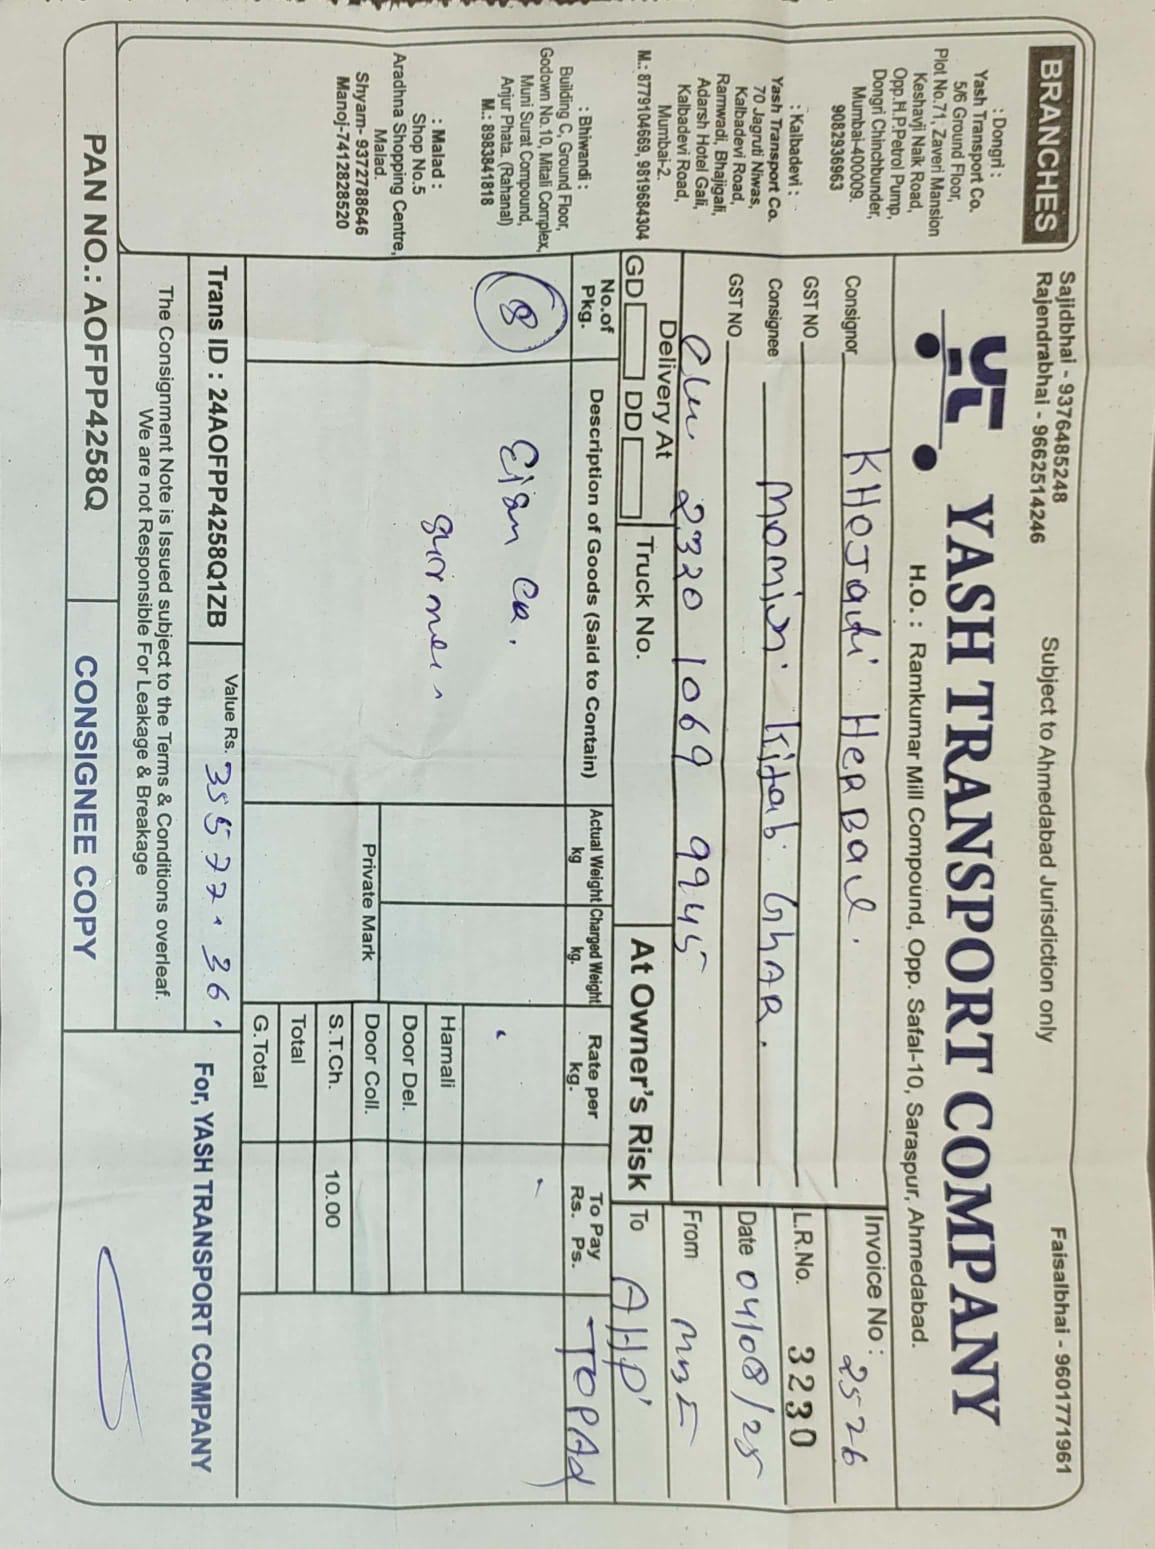 Sajidbhai - 9376485248
Rajendrabhai - 9662514246
Subject to Ahmedabad Jurisdiction only
Faisalbhai - 9601771961
YASH TRANSPORT COMPANY
H.O. : Ramkumar Mill Compound, Opp. Safal-10, Saraspur, Ahmedabad.
BRANCHES
: Dongri :
Yash Transport Co.
5/6 Ground Floor,
Plot No.71, Zaveri Mansion
Keshavji Naik Road,
Opp.H.P.Petrol Pump,
Dongri Chinchbunder,
Mumbai-400009.
9082936963
: Kalbadevi :
Yash Transport Co.
70 Jagruti Niwas,
Kalbadevi Road,
Ramwadi, Bhajigali,
Adarsh Hotel Gali,
Kalbadevi Road,
Mumbai-2.
M.: 8779104669, 9819684304
: Bhiwandi :
Building C, Ground Floor,
Godown No.10, Mitali Complex,
Muni Surat Compound,
Anjur Phata. (Rahanal)
M.: 898384 1818
: Malad :
Shop No.5
Aradhna Shopping Centre,
Malad.
Shyam- 9372788646
Manoj-7412828520
Consignor KHOJati HERBAL.
GST NO.
Consignee MOMIN Kitab GHAR.
GST NO.
2320 1069 9945
Invoice No : 2526
L.R.No. 3230
Date 04/08/25
From
To
Delivery At
GD DD
Truck No.
At Owner's Risk
No.of Pkg.
Description of Goods (Said to Contain)
Actual Weight kg
Charged Weight kg.
Rate per kg.
To Pay Rs. Ps.
TOPAd
8
Hamali
Door Del.
Private Mark
Door Coll.
S.T.Ch. 10.00
Total
G. Total
Trans ID : 24AOFPP4258Q1ZB
Value Rs. 35577.36
For, YASH TRANSPORT COMPANY
The Consignment Note is Issued subject to the Terms & Conditions overleaf.
We are not Responsible For Leakage & Breakage
PAN NO.: AOFPP4258Q
CONSIGNEE COPY